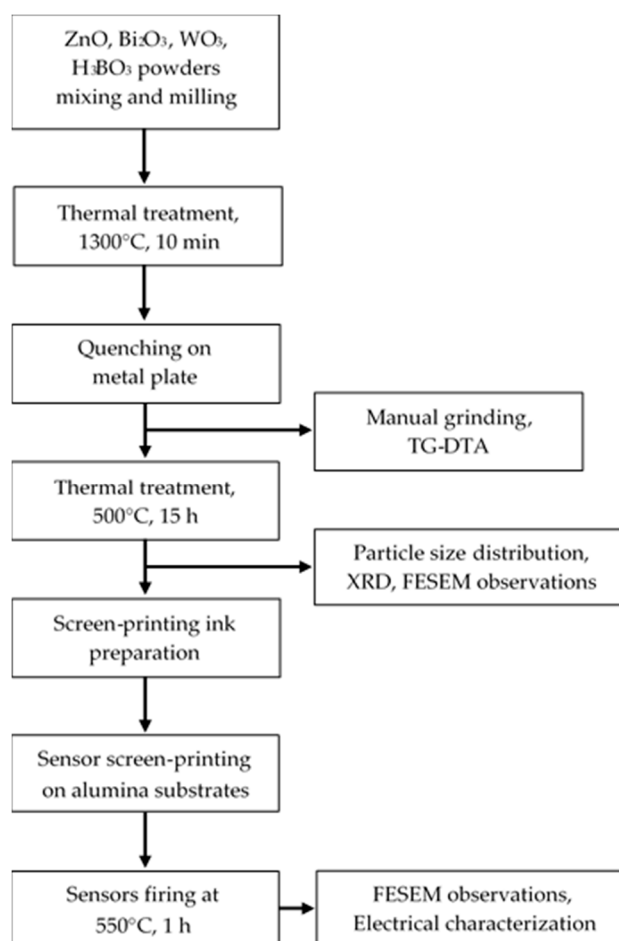 ZnO, Bi₂O₃, WO₃,
H₃BO₃ powders
mixing and milling
Thermal treatment,
1300°C, 10 min
Quenching on
metal plate
Manual grinding,
TG-DTA
Thermal treatment,
500°C, 15 h
Particle size distribution,
XRD, FESEM observations
Screen-printing ink
preparation
Sensor screen-printing
on alumina substrates
Sensors firing at
550°C, 1 h
FESEM observations,
Electrical characterization